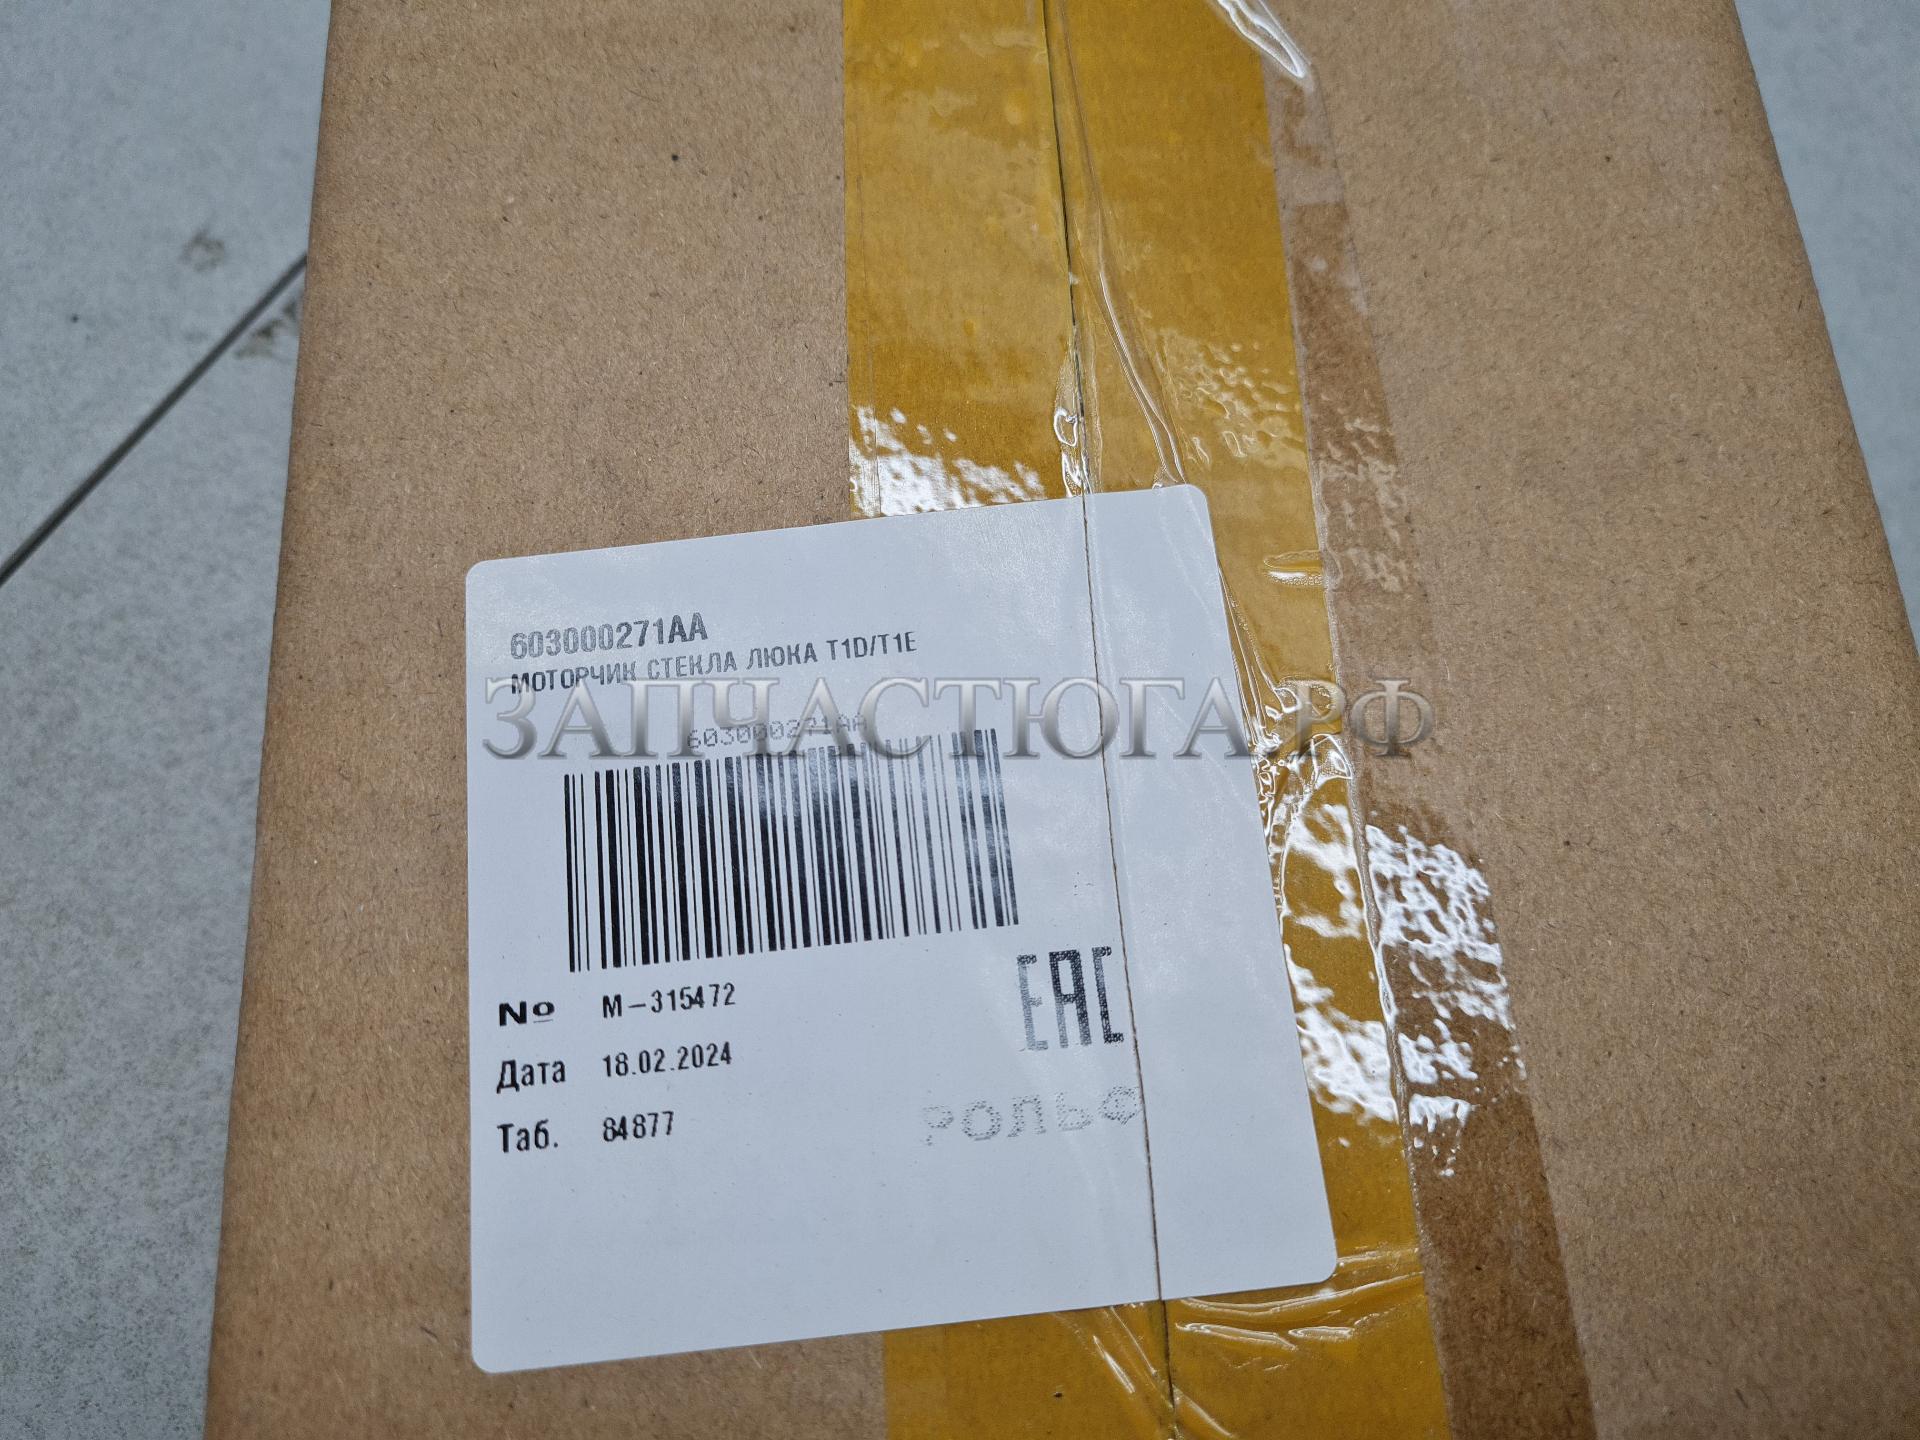 603000271AA
МОТОРЧИК СТЕКЛА ЛЮКА T1D/T1E
ЗАПЧАСТЮГА.РФ
603000271AA
№ М-315472
EAC
Дата 18.02.2024
РОЛЬФ
Таб. 84877